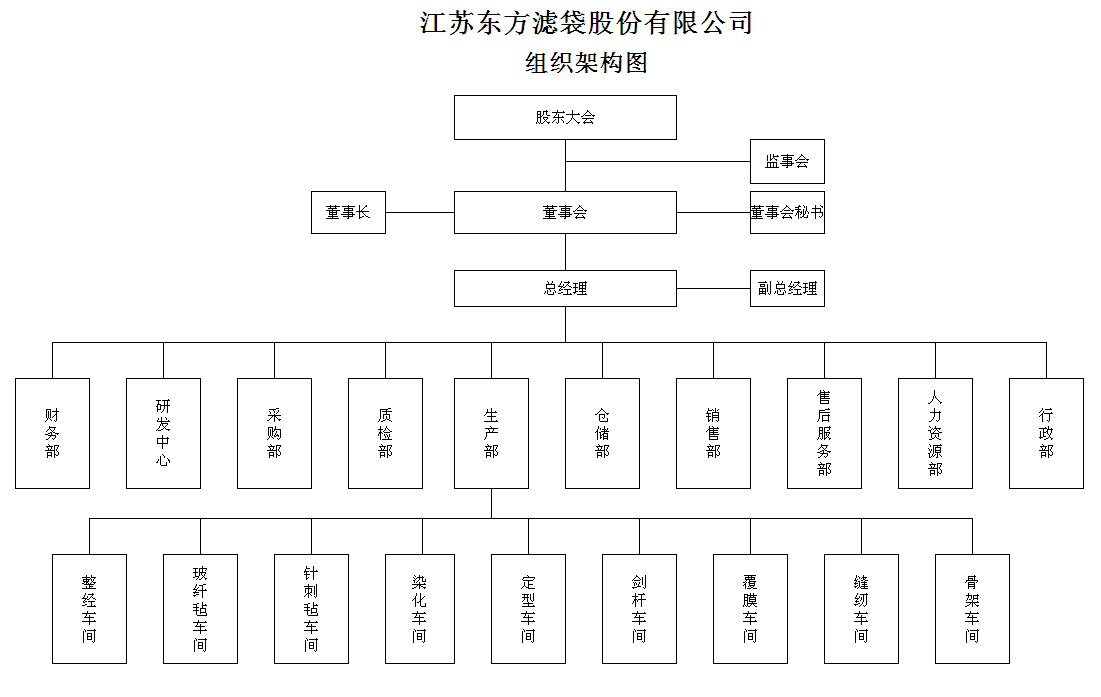 江苏东方滤袋股份有限公司
组织架构图
股东大会
监事会
董事长
董事会
董事会秘书
总经理
副总经理
财务部
研发中心
采购部
质检部
生产部
仓储部
销售部
售后服务部
人力资源部
行政部
整经车间
玻纤毡车间
针刺毡车间
染化车间
定型车间
剑杆车间
覆膜车间
缝纫车间
骨架车间